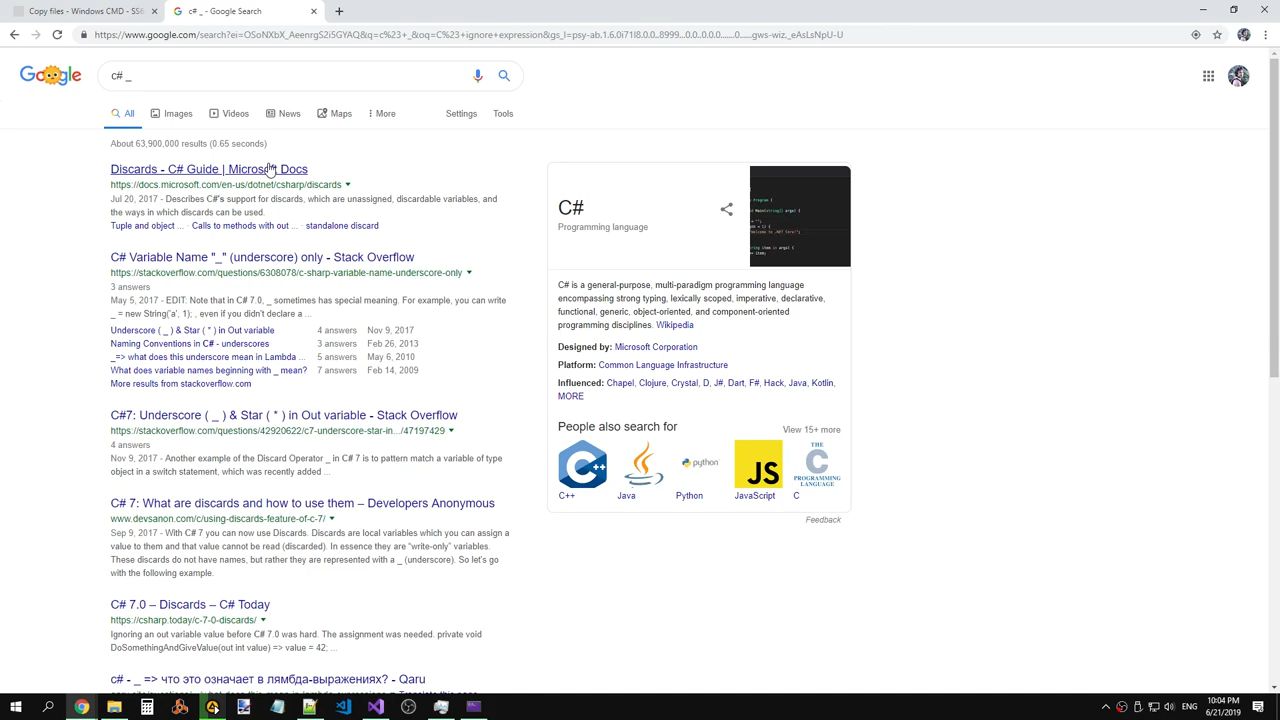 Copy files - Windows CMD - SS6
c# _ - Google Search
https://www.google.com/search?ei=OSoNXbX_AeenrgS2i5GYAQ&q=c# +_&oq=C%23+ignore+expression&gs_l=psy-ab.1.6.0i71l8.0.0..8999...0.0..0.0.0.......0......gws-wiz._eAsLsNpU-U
Google
c# _
All
Images
Videos
News
Maps
More
Settings
Tools
About 63,900,000 results (0.65 seconds)
Discards - C# Guide | Microsoft Docs
https://docs.microsoft.com/en-us/dotnet/csharp/discards
Jul 20, 2017 - Describes C#'s support for discards, which are unassigned, discardable variables, and
the ways in which discards can be used.
Tuple and object ... · Calls to methods with out ... · standalone discard
C# Variable Name "_" (underscore) only - Stack Overflow
https://stackoverflow.com/questions/6308078/c-sharp-variable-name-underscore-only
3 answers
May 5, 2017 - EDIT: Note that in C# 7.0, _ sometimes has special meaning. For example, you can write
_ = new String('a', 1); , even if you didn't declare a ...
Underscore ( _ ) & Star ( * ) in Out variable 4 answers Nov 9, 2017
Naming Conventions in C# - underscores 3 answers Feb 26, 2013
_=> what does this underscore mean in Lambda ... 5 answers May 6, 2010
What does variable names beginning with _ mean? 7 answers Feb 14, 2009
More results from stackoverflow.com
C#7: Underscore ( _ ) & Star ( * ) in Out variable - Stack Overflow
https://stackoverflow.com/questions/42920622/c7-underscore-star-in.../47197429
4 answers
Nov 9, 2017 - Another example of the Discard Operator _ in C# 7 is to pattern match a variable of type
object in a switch statement, which was recently added ...
C# 7: What are discards and how to use them – Developers Anonymous
www.devsanon.com/c/using-discards-feature-of-c-7/
Sep 9, 2017 - With C# 7 you can now use Discards. Discards are local variables which you can assign a
value to them and that value cannot be read (discarded). In essence they are "write-only" variables.
These discards do not have names, but rather they are represented with a _ (underscore). So let's go
with the following example.
C# 7.0 – Discards – C# Today
https://csharp.today/c-7-0-discards/
Ignoring an out variable before C# 7.0 was hard. The assignment was needed. private void
DoSomethingAndGiveValue(out int value) => value = 42; ...
c# - _ => что это означает в лямбда-выражениях? - Qaru
C#
Programming language
C# is a general-purpose, multi-paradigm programming language
encompassing strong typing, lexically scoped, imperative, declarative,
functional, generic, object-oriented, and component-oriented
programming disciplines. Wikipedia
Designed by: Microsoft Corporation
Platform: Common Language Infrastructure
Influenced: Chapel, Clojure, Crystal, D, J#, Dart, F#, Hack, Java, Kotlin,
MORE
People also search for
View 15+ more
C++
Java
python
Python
JS
JavaScript
THE
C
PROGRAMMING
LANGUAGE
C
Feedback
ENG
10:04 PM
6/21/2019